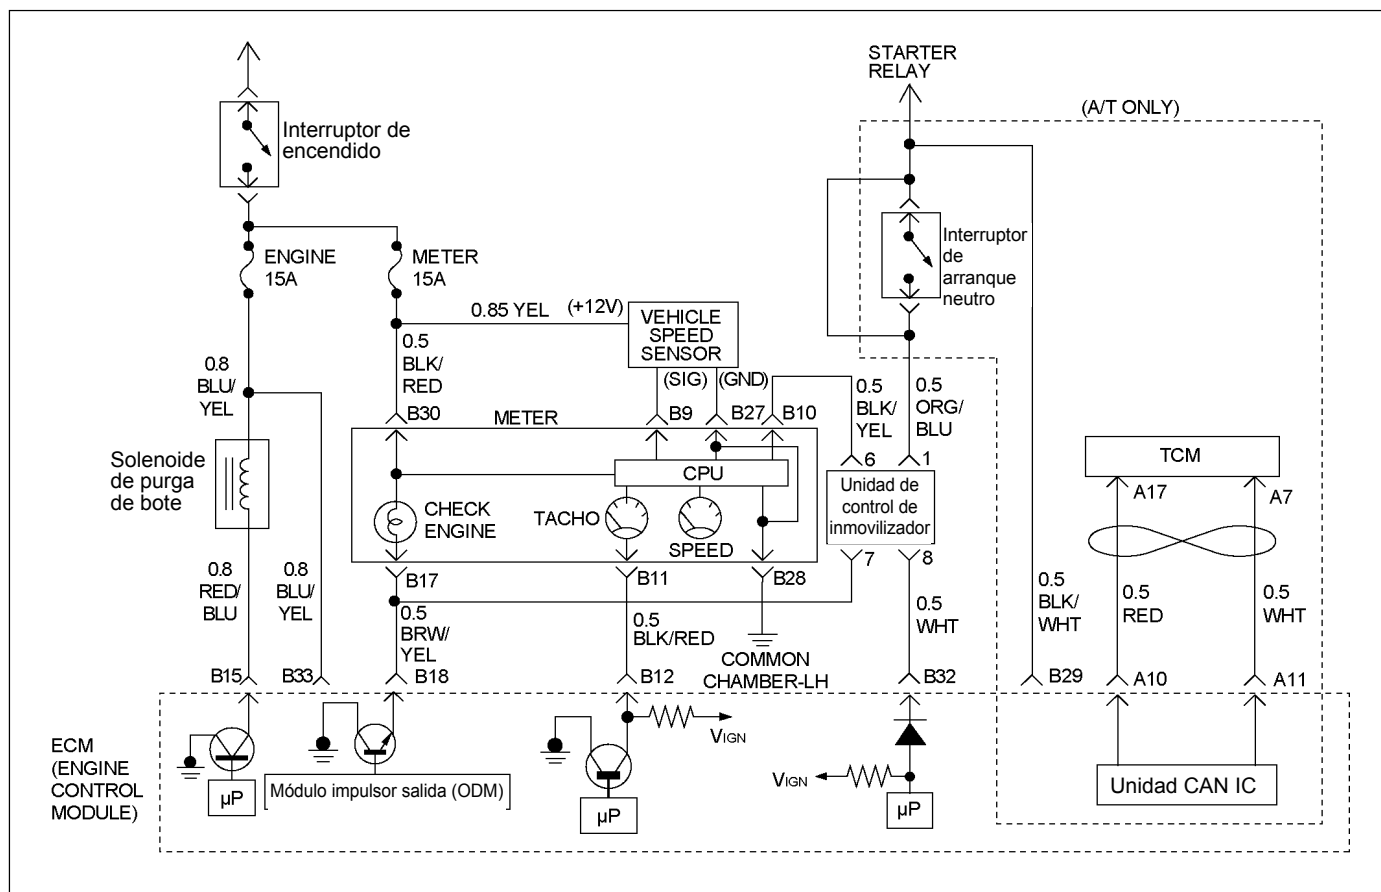 STARTER
RELAY
(A/T ONLY)
Interruptor de
encendido
ENGINE
15A
METER
15A
Interruptor
de
arranque
neutro
0.85 YEL
(+12V)
VEHICLE
SPEED
SENSOR
0.8
BLU/
YEL
0.5
BLK/
RED
(SIG)
(GND)
0.5
BLK/
YEL
0.5
ORG/
BLU
B30
METER
B9
B27
B10
6
1
Solenoide
de purga
de bote
CPU
CHECK
ENGINE
TACHO
SPEED
Unidad de
control de
inmovilizador
TCM
A17
A7
B17
B11
B28
7
8
0.8
RED/
BLU
0.8
BLU/
YEL
0.5
BRW/
YEL
0.5
BLK/RED
COMMON
CHAMBER-LH
0.5
WHT
0.5
BLK/
WHT
0.5
RED
0.5
WHT
B15
B33
B18
B12
B32
B29
A10
A11
ECM
(ENGINE
CONTROL
MODULE)
VIGN
VIGN
µP
Módulo impulsor salida (ODM)
µP
µP
Unidad CAN IC